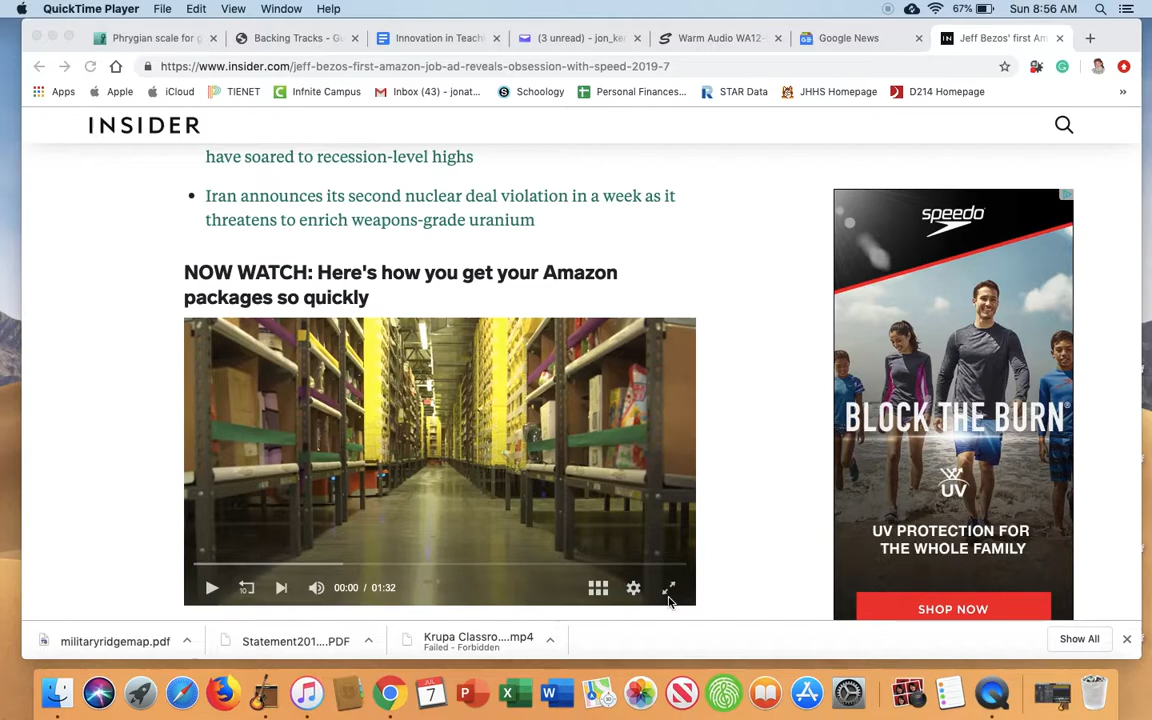 QuickTime Player File Edit View Window Help 67% Sun 8:56 AM
Phrygian scale for g Backing Tracks - Gu Innovation in Teach (3 unread) - jon_ke Warm Audio WA12- Google News Jeff Bezos' first Am
https://www.insider.com/jeff-bezos-first-amazon-job-ad-reveals-obsession-with-speed-2019-7
Apps Apple iCloud TIENET Infnite Campus Inbox (43) - jonat... Schoology Personal Finances... STAR Data JHHS Homepage D214 Homepage »
INSIDER
have soared to recession-level highs
• Iran announces its second nuclear deal violation in a week as it
threatens to enrich weapons-grade uranium
NOW WATCH: Here's how you get your Amazon
packages so quickly
10 00:00 / 01:32
speedo
BLOCK THE BURN®
UV
UV PROTECTION FOR
THE WHOLE FAMILY
SHOP NOW
militaryridgemap.pdf Statement201....PDF Krupa Classro....mp4 Show All
Failed - Forbidden
JUL
7